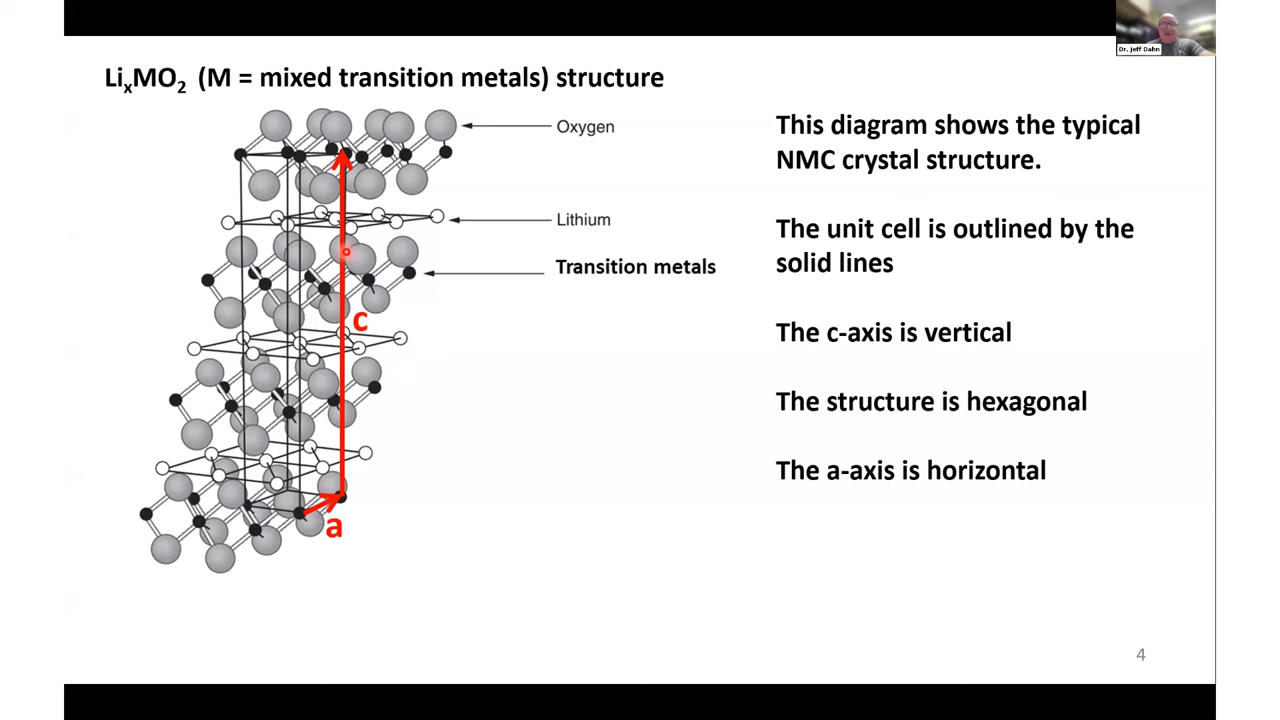 Dr. Jeff Dahn
LiₓMO₂ (M = mixed transition metals) structure
Oxygen
Lithium
Transition metals
c
a
This diagram shows the typical
NMC crystal structure.
The unit cell is outlined by the
solid lines
The c-axis is vertical
The structure is hexagonal
The a-axis is horizontal
4